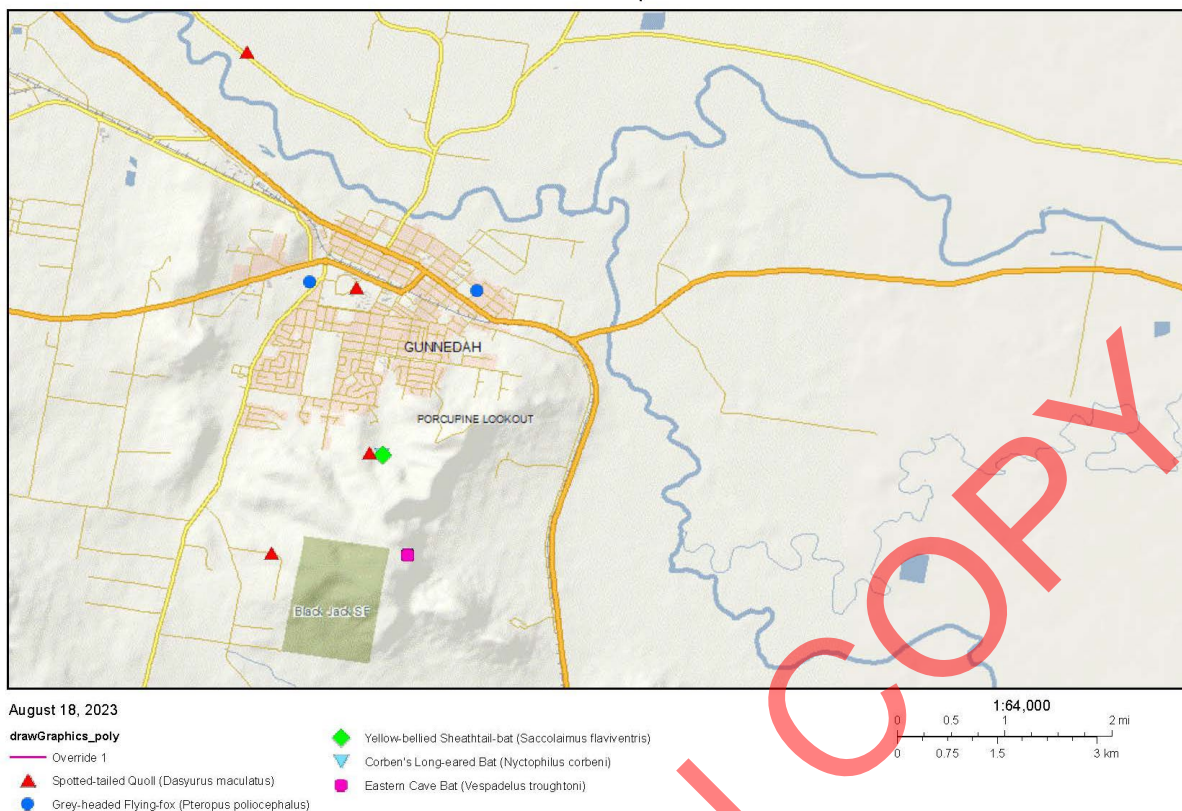 GUNNEDAH
PORCUPINE LOOKOUT
Black Jack SF
August 18, 2023
drawGraphics_poly
Override 1
Spotted-tailed Quoll (Dasyurus maculatus)
Grey-headed Flying-fox (Pteropus poliocephalus)
Yellow-bellied Sheathtail-bat (Saccolaimus flaviventris)
Corben's Long-eared Bat (Nyctophilus corbeni)
Eastern Cave Bat (Vespadelus troughtoni)
1:64,000
0 0.5 1 2 mi
0 0.75 1.5 3 km
COPY